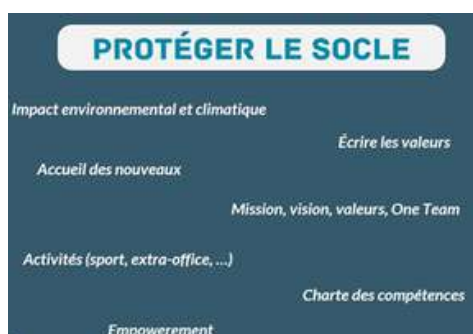 PROTÉGER LE SOCLE
Impact environnemental et climatique
Écrire les valeurs
Accueil des nouveaux
Mission, vision, valeurs, One Team
Activités (sport, extra-office, ...)
Charte des compétences
Empowerement